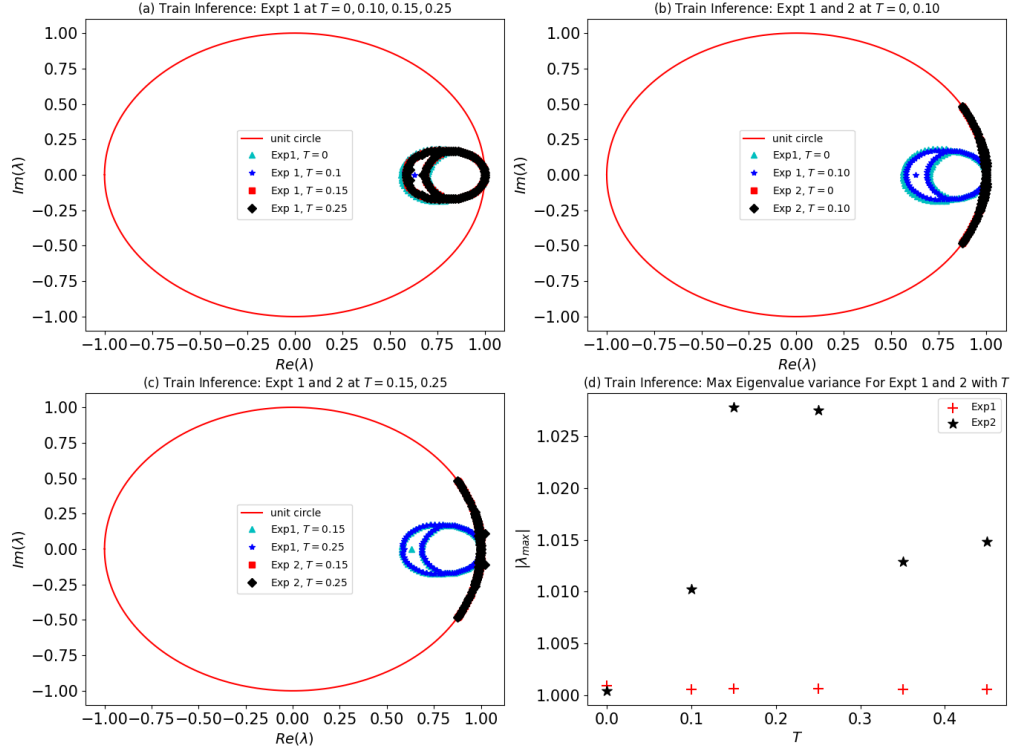 (a) Train Inference: Expt 1 at T = 0, 0.10, 0.15, 0.25
1.00
0.75
0.50
0.25
0.00
−0.25
−0.50
−0.75
−1.00
Im(λ)
unit circle
Exp1, T = 0
Exp 1, T = 0.1
Exp 1, T = 0.15
Exp 1, T = 0.25
−1.00 −0.75 −0.50 −0.25 0.00 0.25 0.50 0.75 1.00
Re(λ)
(b) Train Inference: Expt 1 and 2 at T = 0, 0.10
1.00
0.75
0.50
0.25
0.00
−0.25
−0.50
−0.75
−1.00
Im(λ)
unit circle
Exp1, T = 0
Exp 1, T = 0.10
Exp 2, T = 0
Exp 2, T = 0.10
−1.00 −0.75 −0.50 −0.25 0.00 0.25 0.50 0.75 1.00
Re(λ)
(c) Train Inference: Expt 1 and 2 at T = 0.15, 0.25
1.00
0.75
0.50
0.25
0.00
−0.25
−0.50
−0.75
−1.00
Im(λ)
unit circle
Exp1, T = 0.15
Exp1, T = 0.25
Exp 2, T = 0.15
Exp 2, T = 0.25
−1.00 −0.75 −0.50 −0.25 0.00 0.25 0.50 0.75 1.00
Re(λ)
(d) Train Inference: Max Eigenvalue variance For Expt 1 and 2 with T
1.025
1.020
1.015
1.010
1.005
1.000
|λmax|
Exp1
Exp2
0.0 0.1 0.2 0.3 0.4
T